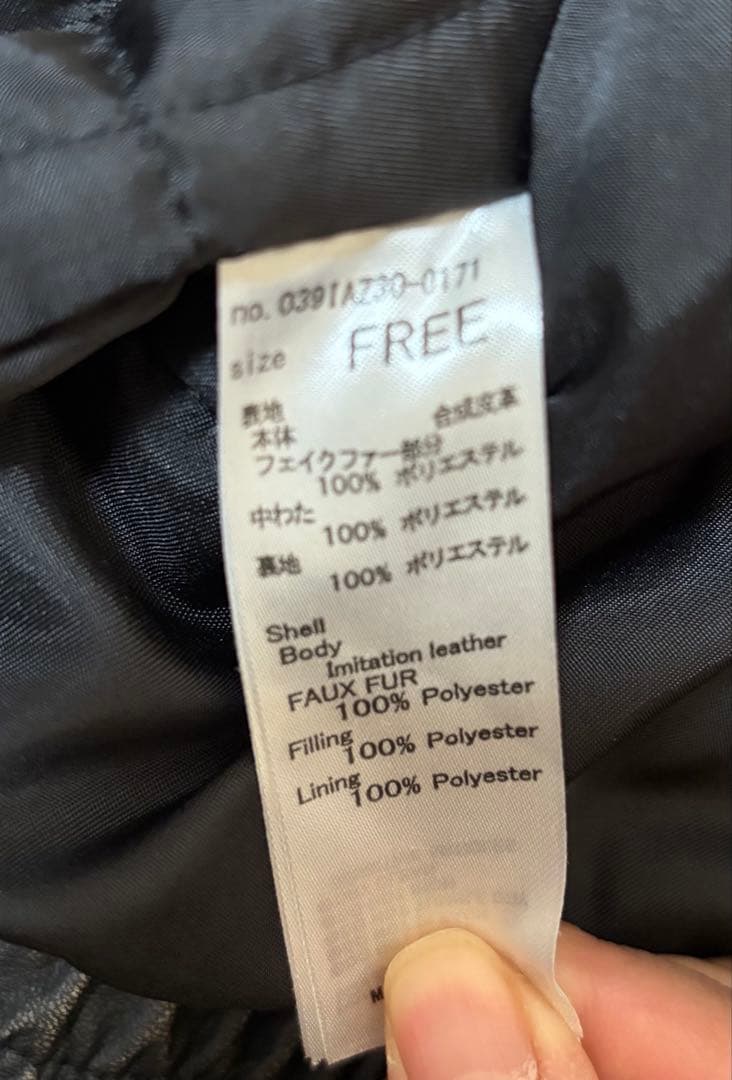 no. 0391AZ30-0171
size FREE
表地
本体 合成皮革
フェイクファー部分
100% ポリエステル
中わた
100% ポリエステル
裏地
100% ポリエステル
Shell
Body
Imitation leather
FAUX FUR
100% Polyester
Filling
100% Polyester
Lining
100% Polyester
M